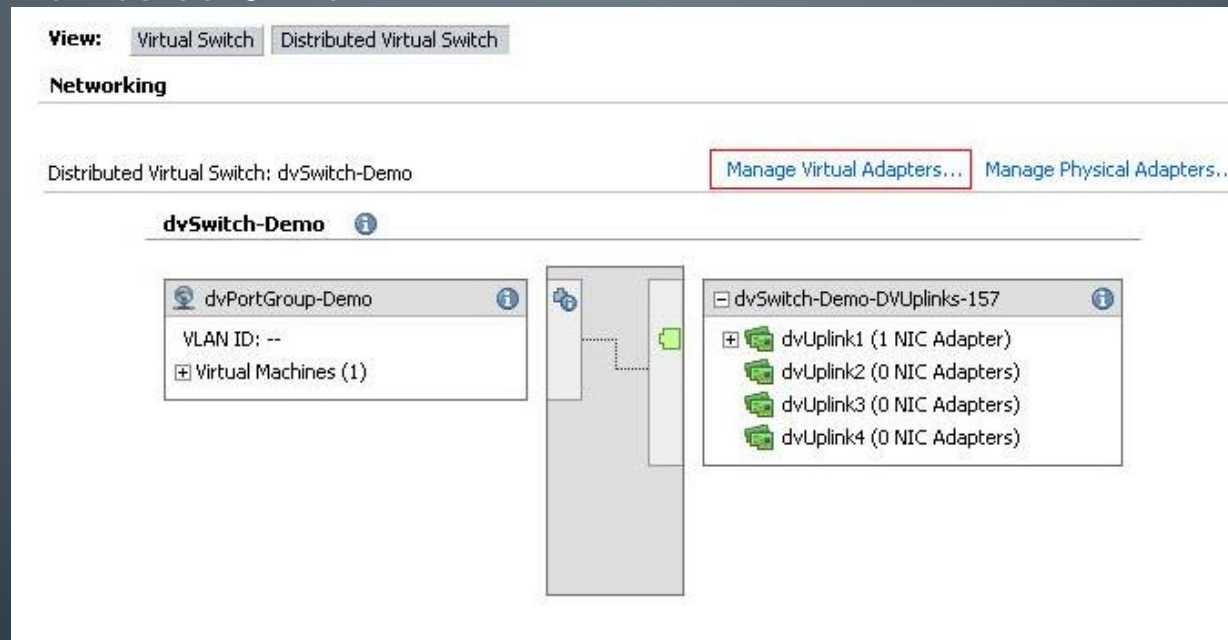 View: Virtual Switch Distributed Virtual Switch
Networking
Distributed Virtual Switch: dvSwitch-Demo
Manage Virtual Adapters... Manage Physical Adapters..
dvSwitch-Demo
dvPortGroup-Demo
VLAN ID: --
Virtual Machines (1)
dvSwitch-Demo-DVUplinks-157
dvUplink1 (1 NIC Adapter)
dvUplink2 (0 NIC Adapters)
dvUplink3 (0 NIC Adapters)
dvUplink4 (0 NIC Adapters)